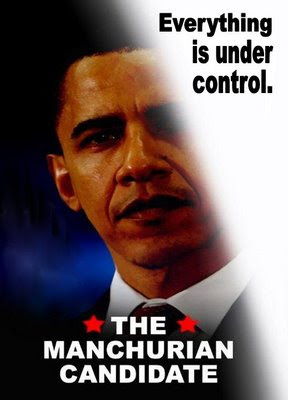 Everything
is under
control.
THE
MANCHURIAN
CANDIDATE